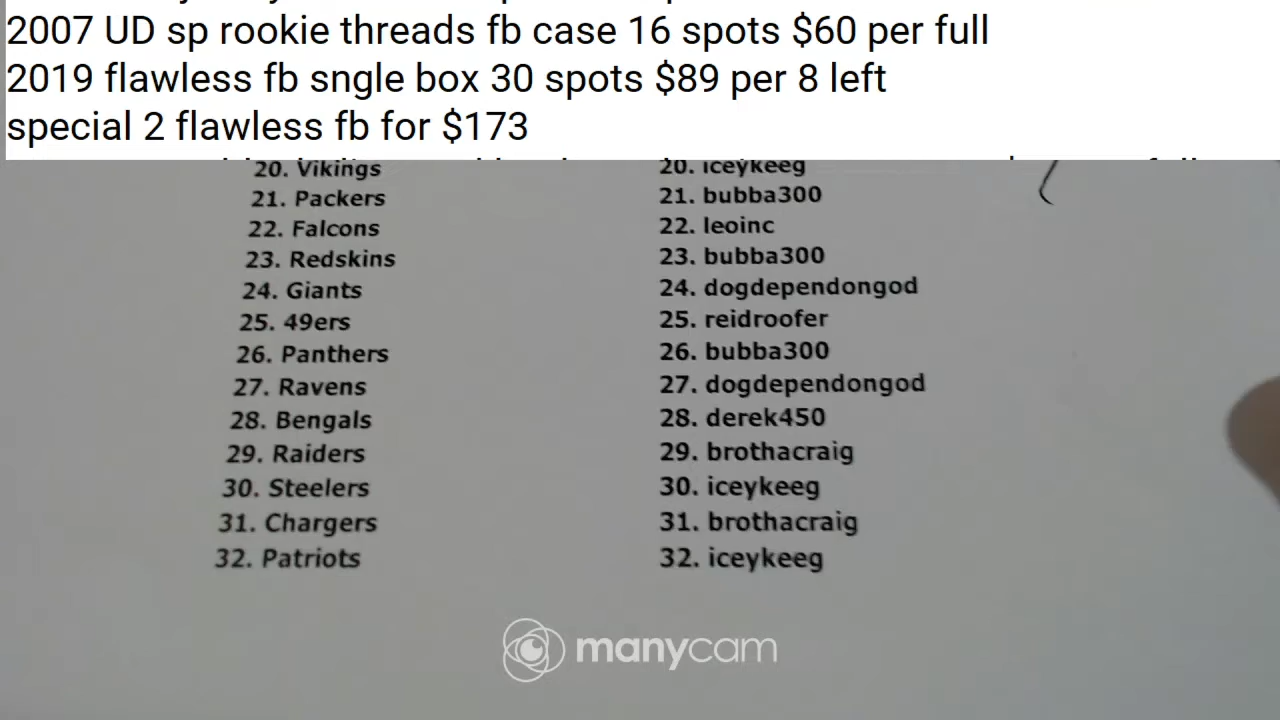 2007 UD sp rookie threads fb case 16 spots $60 per full
2019 flawless fb sngle box 30 spots $89 per 8 left
special 2 flawless fb for $173
20. Vikings 20. iceykeeg
21. Packers 21. bubba300
22. Falcons 22. leoinc
23. Redskins 23. bubba300
24. Giants 24. dogdependongod
25. 49ers 25. reidroofer
26. Panthers 26. bubba300
27. Ravens 27. dogdependongod
28. Bengals 28. derek450
29. Raiders 29. brothacraig
30. Steelers 30. iceykeeg
31. Chargers 31. brothacraig
32. Patriots 32. iceykeeg
manycam